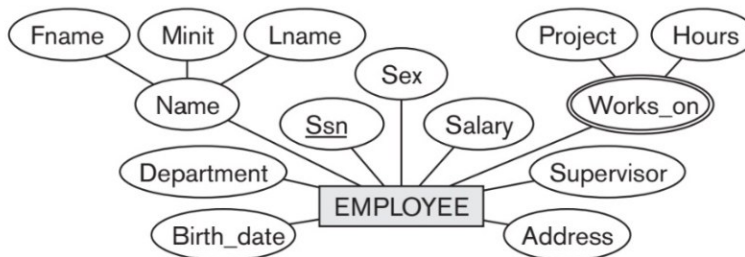 Fname
Minit
Lname
Project
Hours
Name
Sex
Works_on
Ssn
Salary
Department
Supervisor
EMPLOYEE
Birth_date
Address